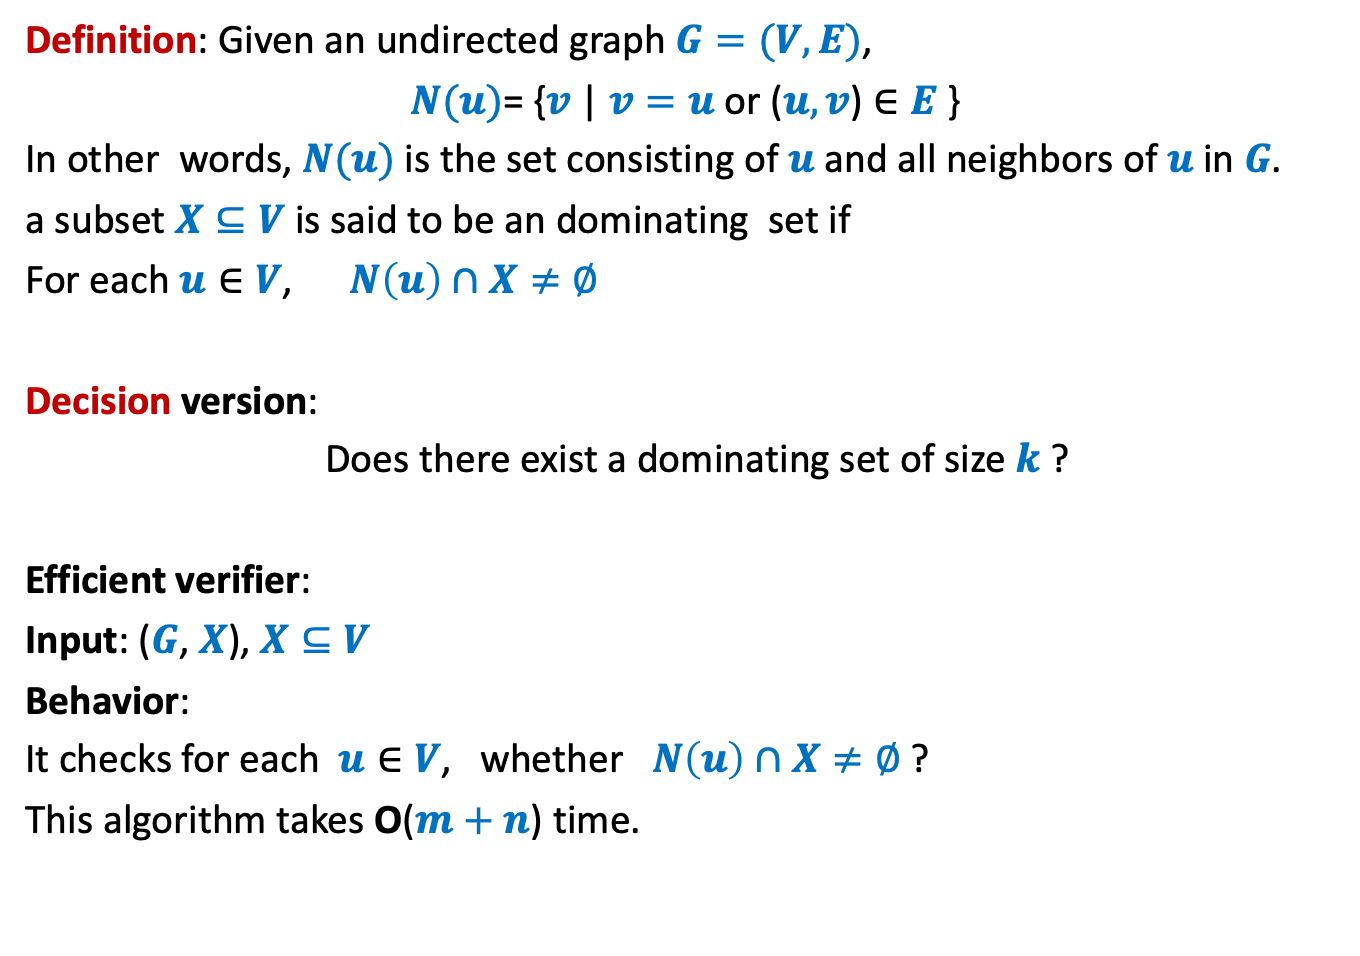 Definition: Given an undirected graph G = (V, E),
N(u)= {v | v = u or (u, v) ∈ E }
In other words, N(u) is the set consisting of u and all neighbors of u in G.
a subset X ⊆ V is said to be an dominating set if
For each u ∈ V, N(u) ∩ X ≠ ∅
Decision version:
Does there exist a dominating set of size k ?
Efficient verifier:
Input: (G, X), X ⊆ V
Behavior:
It checks for each u ∈ V, whether N(u) ∩ X ≠ ∅ ?
This algorithm takes O(m + n) time.